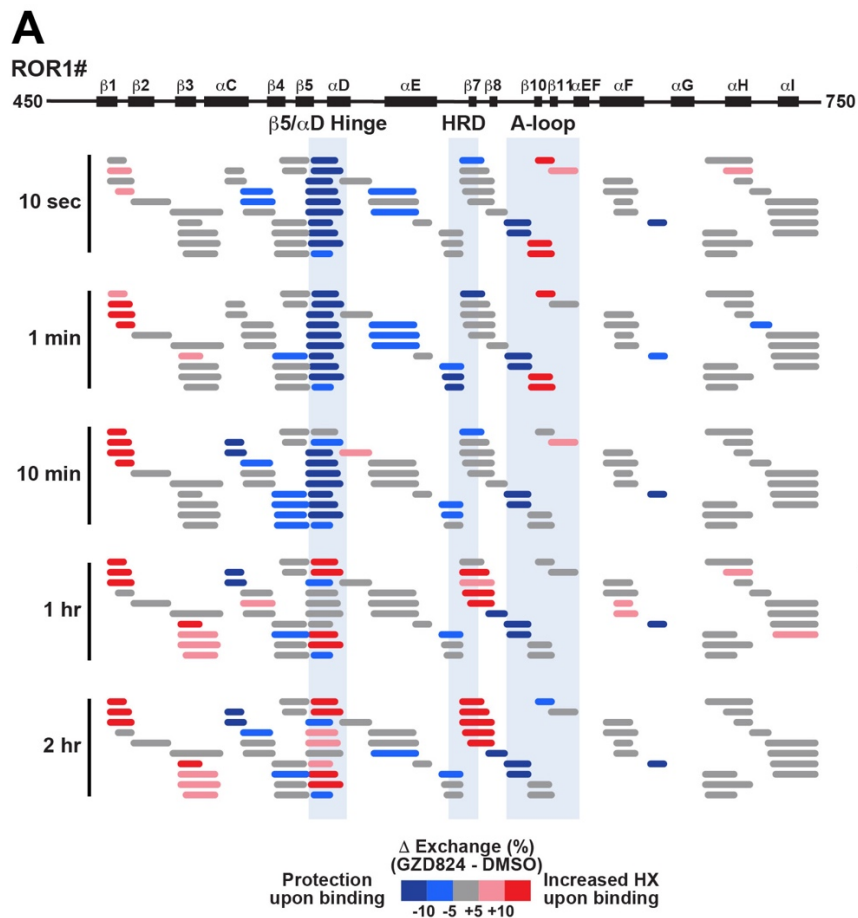 A
ROR1#
β1 β2 β3 αC β4 β5 αD αE β7 β8 β10 β11 αEF αF αG αH αI
450 750
β5/αD Hinge HRD A-loop
10 sec
1 min
10 min
1 hr
2 hr
Δ Exchange (%)
(GZD824 - DMSO)
Protection upon binding
-10 -5 +5 +10
Increased HX upon binding